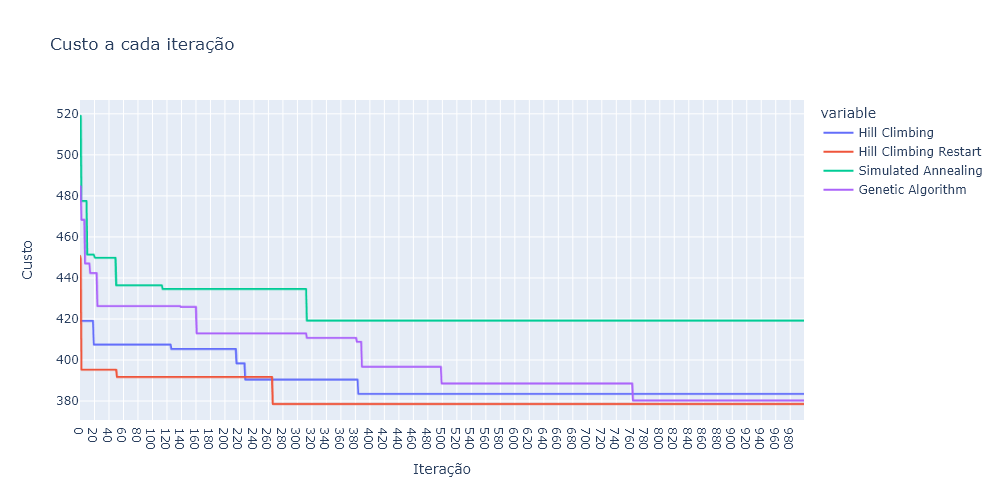 Custo a cada iteração
variable
Hill Climbing
Hill Climbing Restart
Simulated Annealing
Genetic Algorithm
Custo
520
500
480
460
440
420
400
380
0 20 40 60 80 100 120 140 160 180 200 220 240 260 280 300 320 340 360 380 400 420 440 460 480 500 520 540 560 580 600 620 640 660 680 700 720 740 760 780 800 820 840 860 880 900 920 940 960 980
Iteração